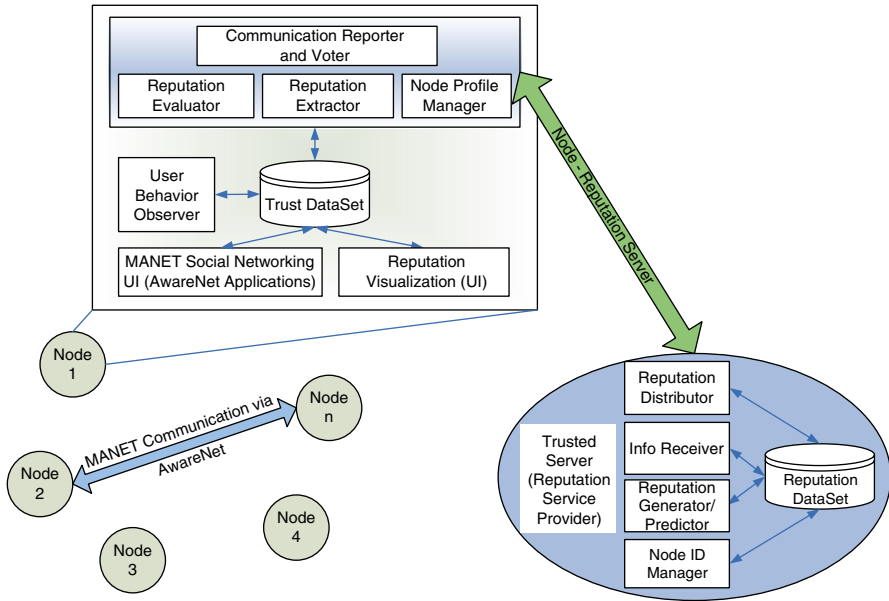 Communication Reporter
and Voter
Reputation
Evaluator
Reputation
Extractor
Node Profile
Manager
User
Behavior
Observer
Trust DataSet
MANET Social Networking
UI (AwareNet Applications)
Reputation
Visualization (UI)
Node - Reputation Server
Node
1
Node
n
MANET Communication via
AwareNet
Node
2
Node
3
Node
4
Reputation
Distributor
Trusted
Server
(Reputation
Service
Provider)
Info Receiver
Reputation
Generator/
Predictor
Node ID
Manager
Reputation
DataSet